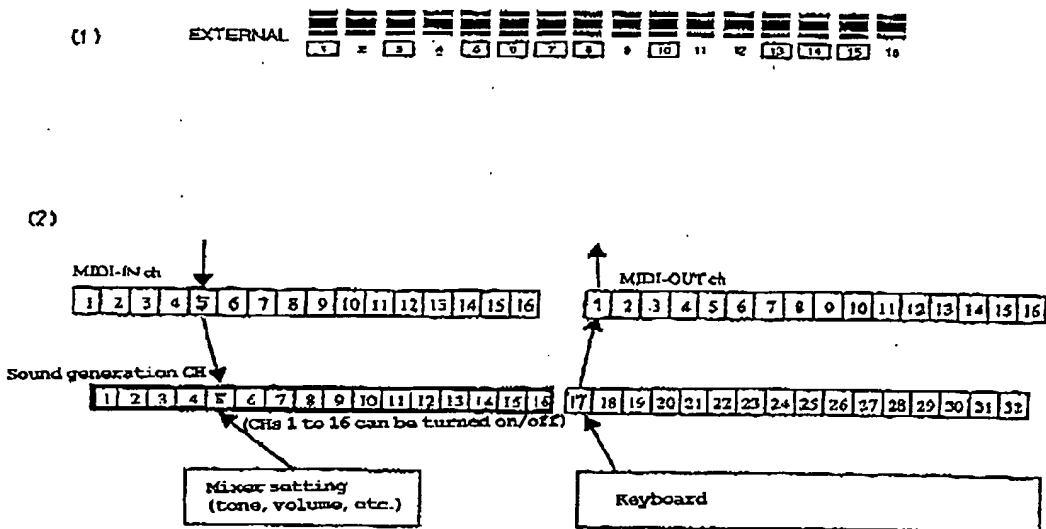 (1) EXTERNAL
1 2 3 4 6 7 8 9 10 11 12 13 14 15 16
(2)
MIDI-IN ch
MIDI-OUT ch
1 2 3 4 5 6 7 8 9 10 11 12 13 14 15 16
1 2 3 4 5 6 7 8 9 10 11 12 13 14 15 16
Sound generation CH
1 2 3 4 5 6 7 8 9 10 11 12 13 14 15 16
17 18 19 20 21 22 23 24 25 26 27 28 29 30 31 32
(CHs 1 to 16 can be turned on/off)
Mixer satting
(tone, volume, atc.)
Keyboard